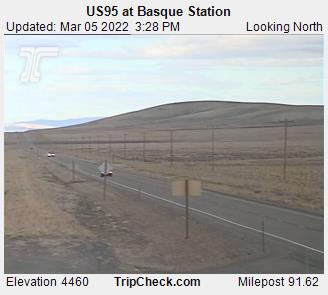 US95 at Basque Station
Updated: Mar 05 2022 3:28 PM Looking North
Elevation 4460 TripCheck.com Milepost 91.62